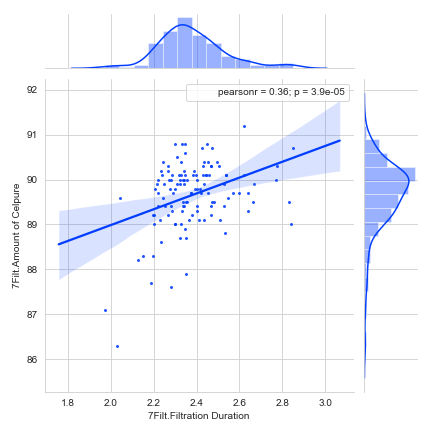 pearsonr = 0.36; p = 3.9e-05
92
91
90
89
88
87
86
7Filt.Amount of Celpure
1.8 2.0 2.2 2.4 2.6 2.8 3.0
7Filt.Filtration Duration